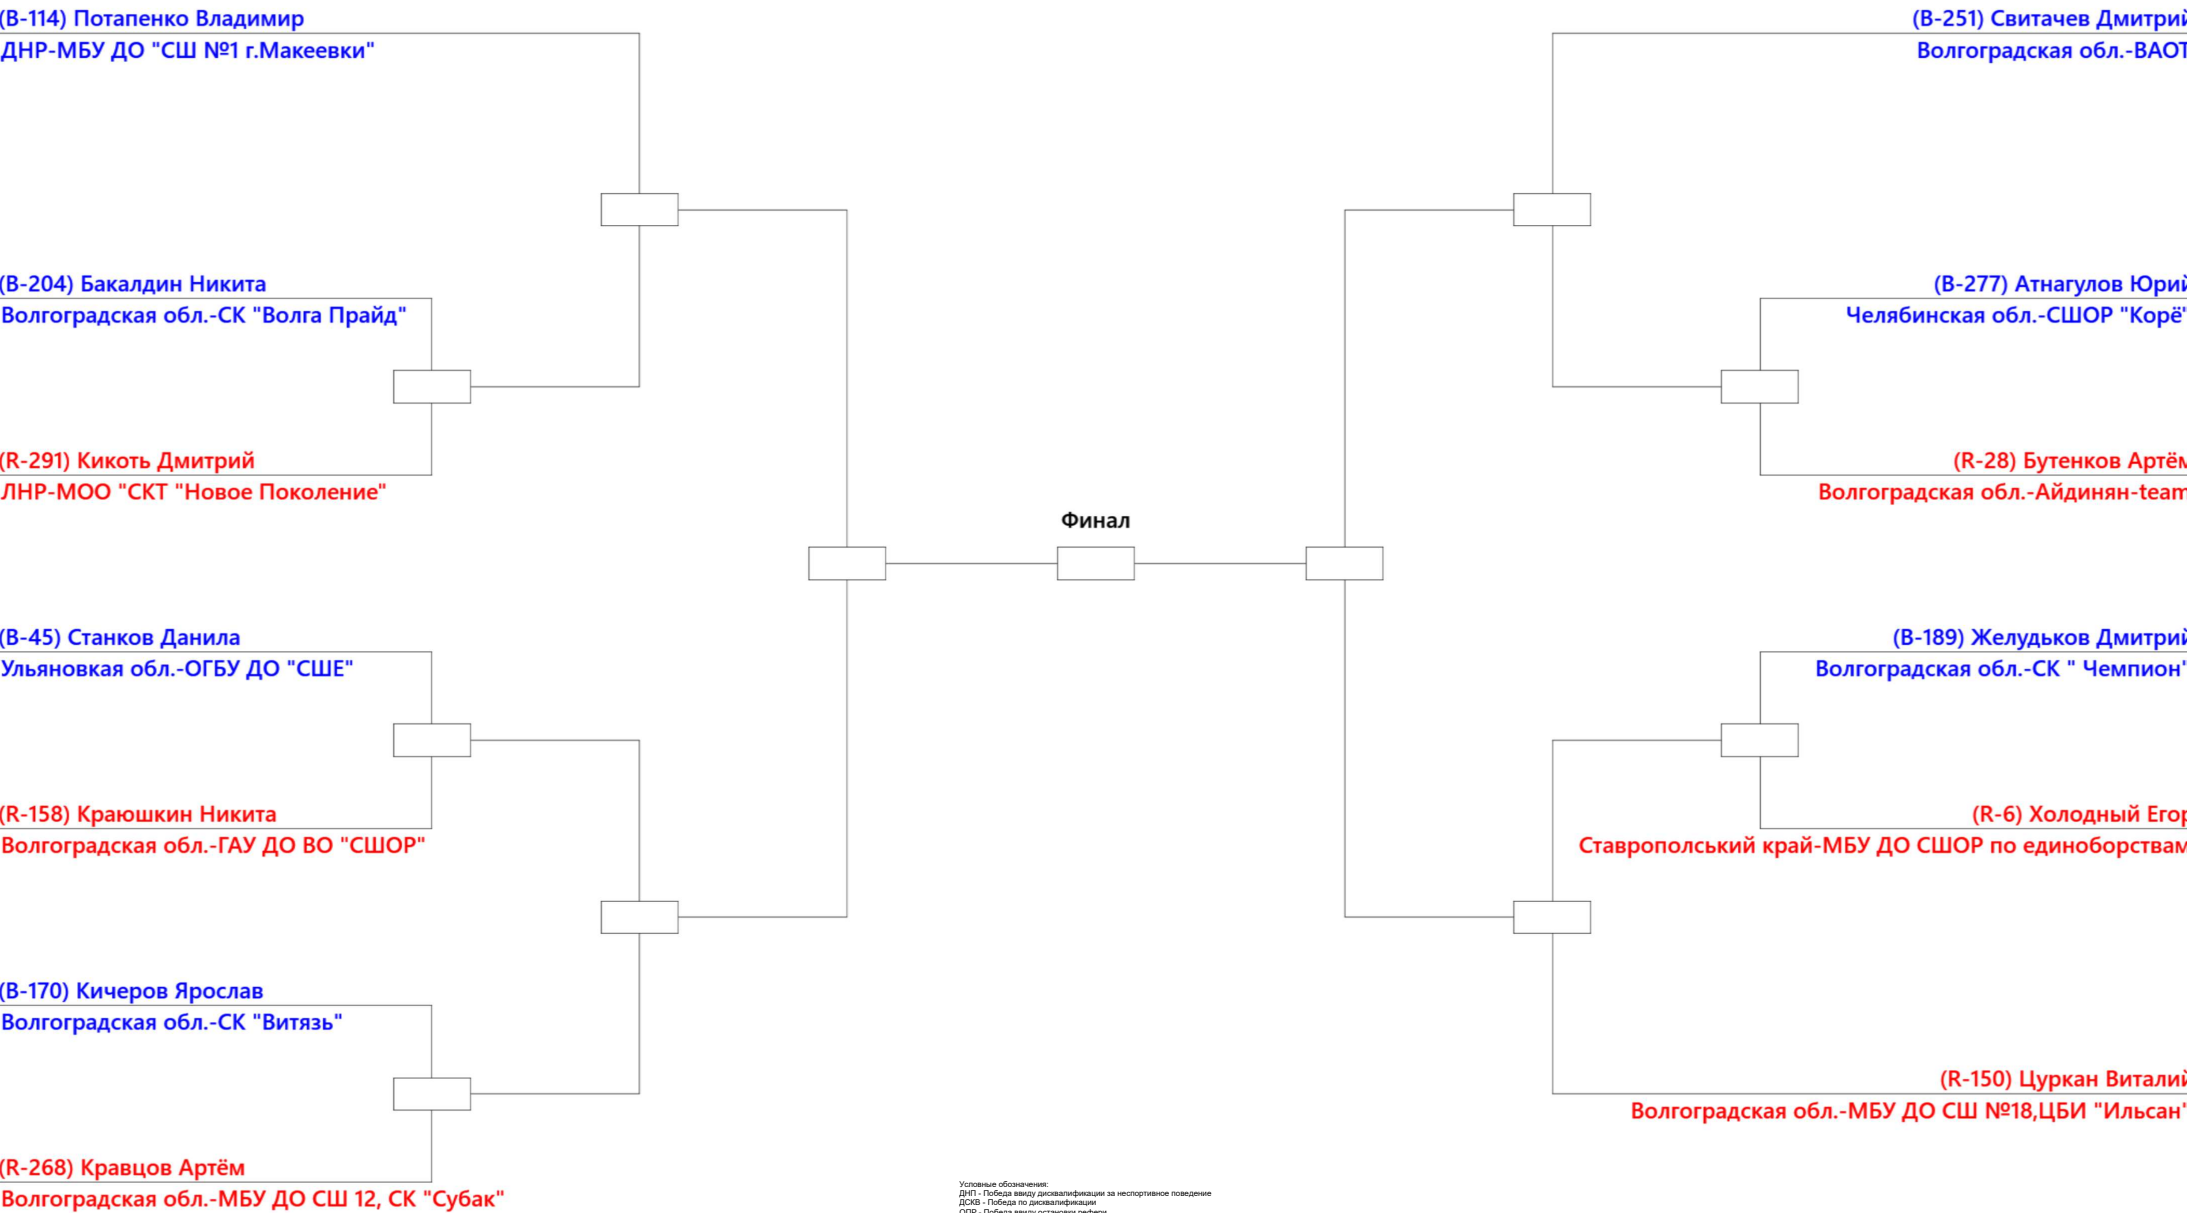 (B-114) Потапенко Владимир
ДНР-МБУ ДО "СШ №1 г.Макеевки"
(B-204) Бакалдин Никита
Волгоградская обл.-СК "Волга Прайд"
(R-291) Кикоть Дмитрий
ЛНР-МОО "СКТ "Новое Поколение"
(B-45) Станков Данила
Ульяновкая обл.-ОГБУ ДО "СШЕ"
(R-158) Краюшкин Никита
Волгоградская обл.-ГАУ ДО ВО "СШОР"
(B-170) Кичеров Ярослав
Волгоградская обл.-СК "Витязь"
(R-268) Кравцов Артём
Волгоградская обл.-МБУ ДО СШ 12, СК "Субак"
Финал
(B-251) Свитачев Дмитрий
Волгоградская обл.-ВАОТ
(B-277) Атнагулов Юрий
Челябинская обл.-СШОР "Корё"
(R-28) Бутенков Артём
Волгоградская обл.-Айдинян-team
(B-189) Желудьков Дмитрий
Волгоградская обл.-СК " Чемпион"
(R-6) Холодный Егор
Ставрополський край-МБУ ДО СШОР по единоборствам
(R-150) Цуркан Виталий
Волгоградская обл.-МБУ ДО СШ №18,ЦБИ "Ильсан"
Условные обозначения:
ДНП - Победа ввиду дисквалификации за неспортивное поведение
ДСКВ - Победа по дисквалификации
ОПР - Победа ввиду остановки рефери